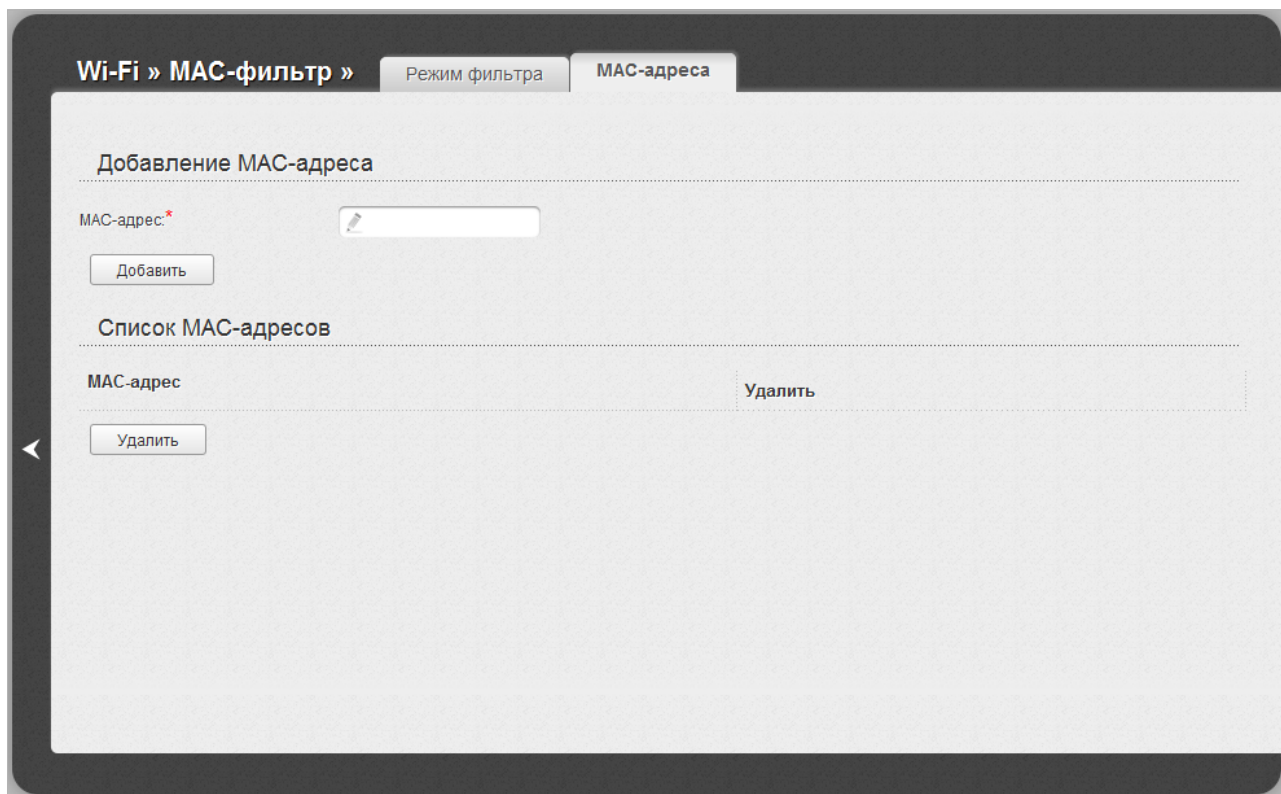 Wi-Fi » MAC-фильтр » Режим фильтра MAC-адреса
Добавление MAC-адреса
MAC-адрес:*
Добавить
Список MAC-адресов
MAC-адрес Удалить
Удалить